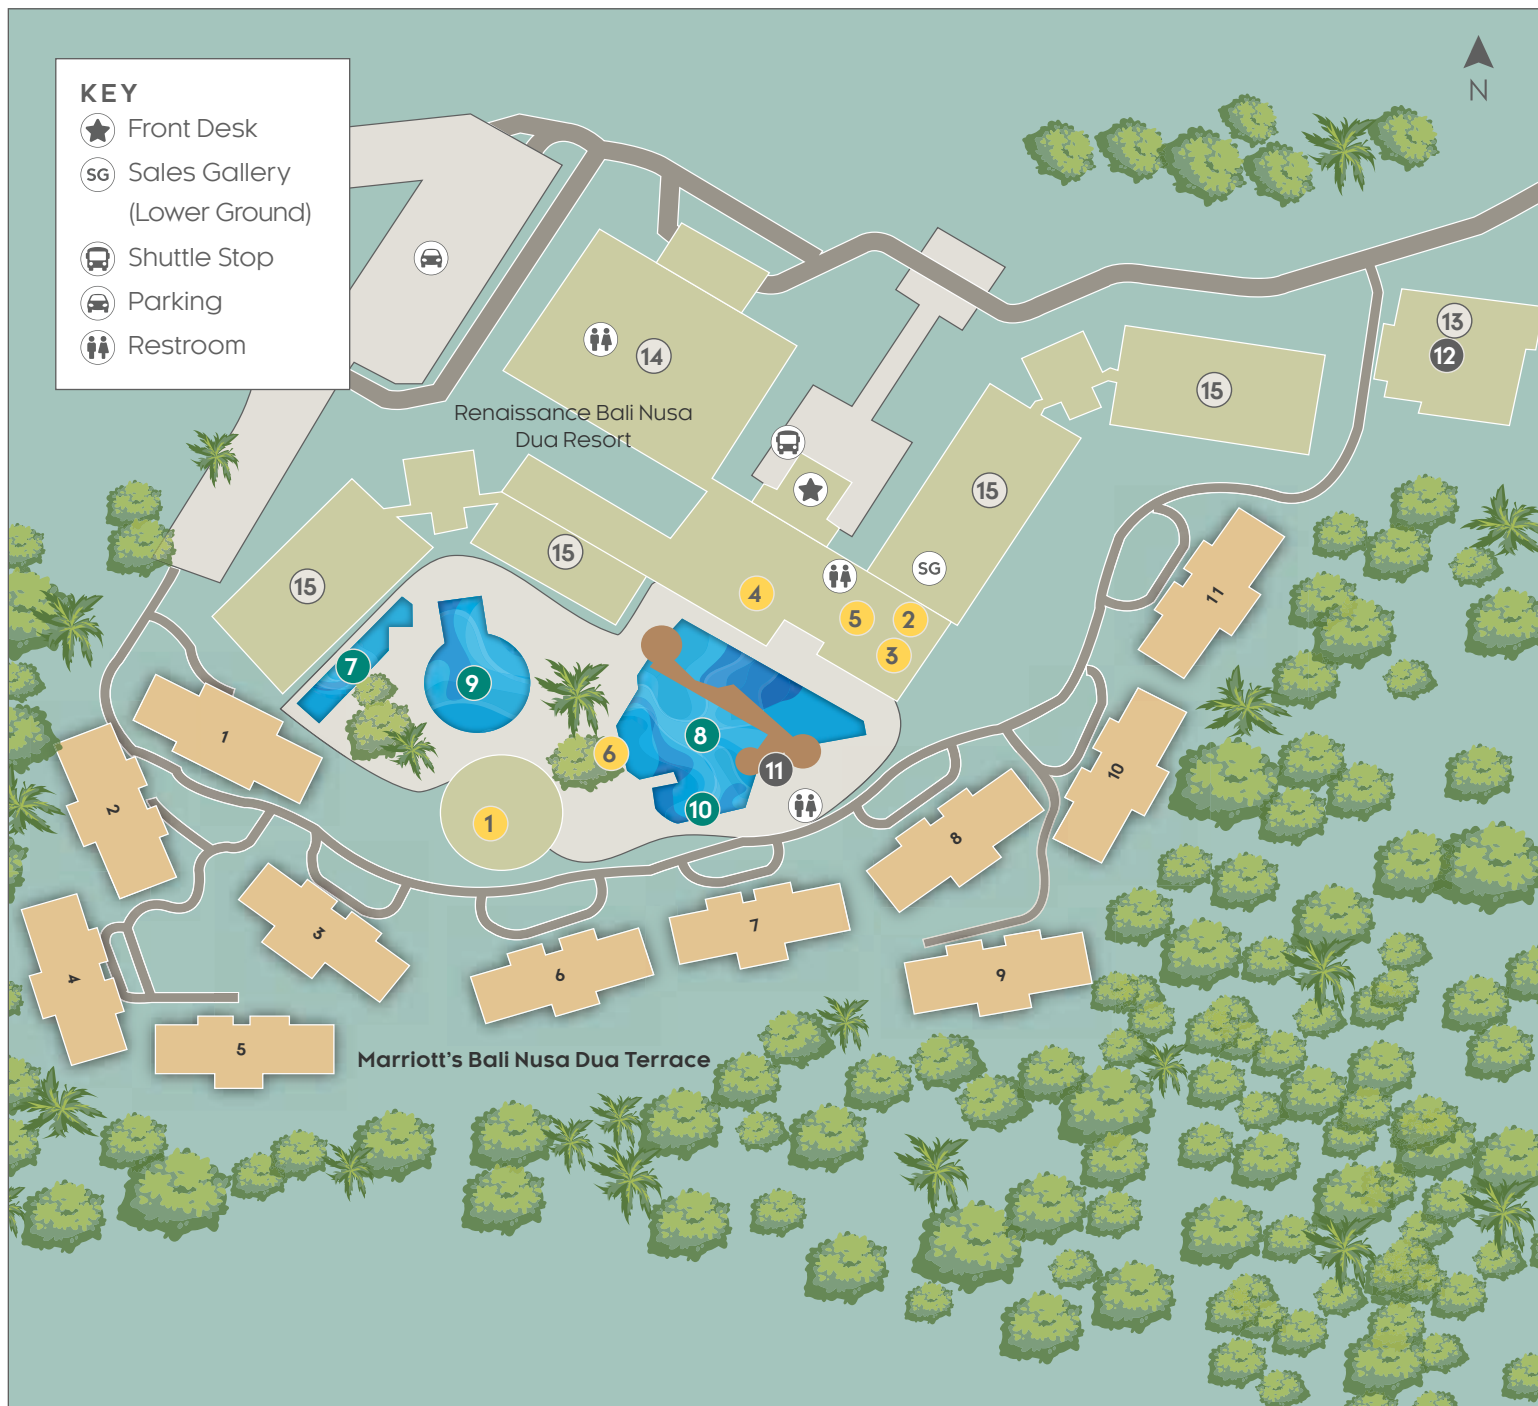 KEY
Front Desk
SG Sales Gallery
(Lower Ground)
Shuttle Stop
Parking
Restroom
N
13
12
14
15
Renaissance Bali Nusa
Dua Resort
15
15
15
SG
4
5
2
3
11
7
9
8
6
11
10
1
1
2
10
8
3
7
4
6
9
5
Marriott's Bali Nusa Dua Terrace